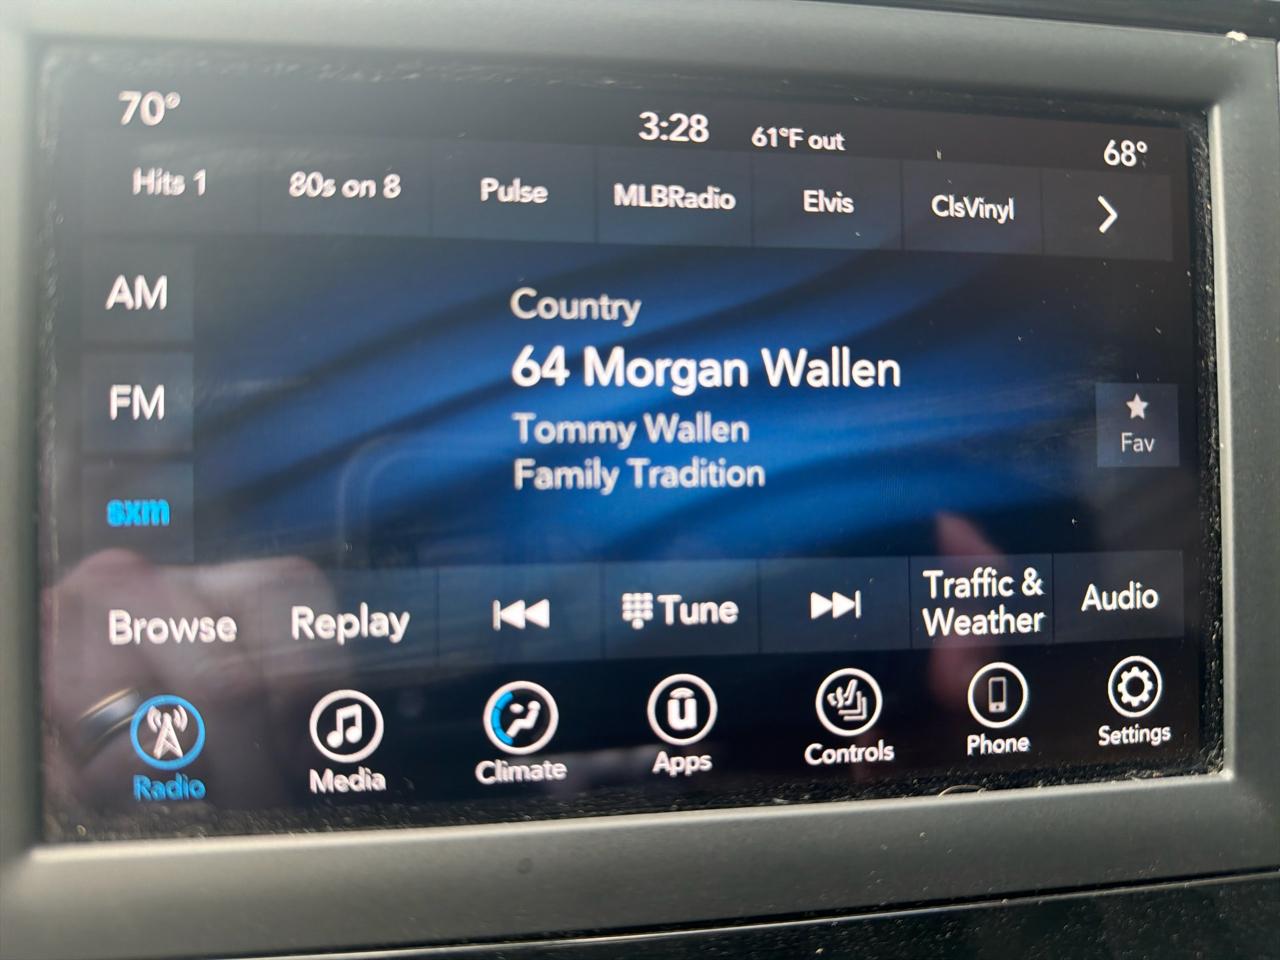 70°
3:28
61°F out
68°
Hits 1
80s on 8
Pulse
MLBRadio
Elvis
ClsVinyl
AM
FM
sxm
Country
64 Morgan Wallen
Tommy Wallen
Family Tradition
Fav
Browse
Replay
Tune
Traffic &
Weather
Audio
Radio
Media
Climate
Apps
Controls
Phone
Settings